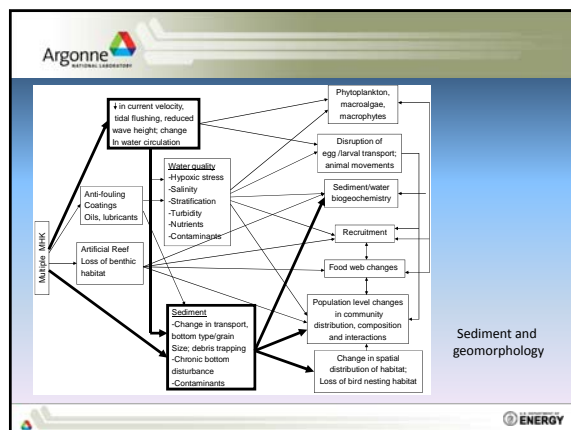 Argonne
NATIONAL LABORATORY
↓ in current velocity,
tidal flushing, reduced
wave height; change
In water circulation
Phytoplankton,
macroalgae,
macrophytes
Disruption of
egg /larval transport;
animal movements
Water quality
-Hypoxic stress
-Salinity
-Stratification
-Turbidity
-Nutrients
-Contaminants
Anti-fouling
Coatings
Oils, lubricants
Sediment/water
biogeochemistry
Recruitment
Multiple MHK
Artificial Reef
Loss of benthic
habitat
Food web changes
Sediment
-Change in transport,
bottom type/grain
Size; debris trapping
-Chronic bottom
disturbance
-Contaminants
Population level changes
in community
distribution, composition
and interactions
Change in spatial
distribution of habitat;
Loss of bird nesting habitat
Sediment and
geomorphology
U.S. DEPARTMENT OF
ENERGY